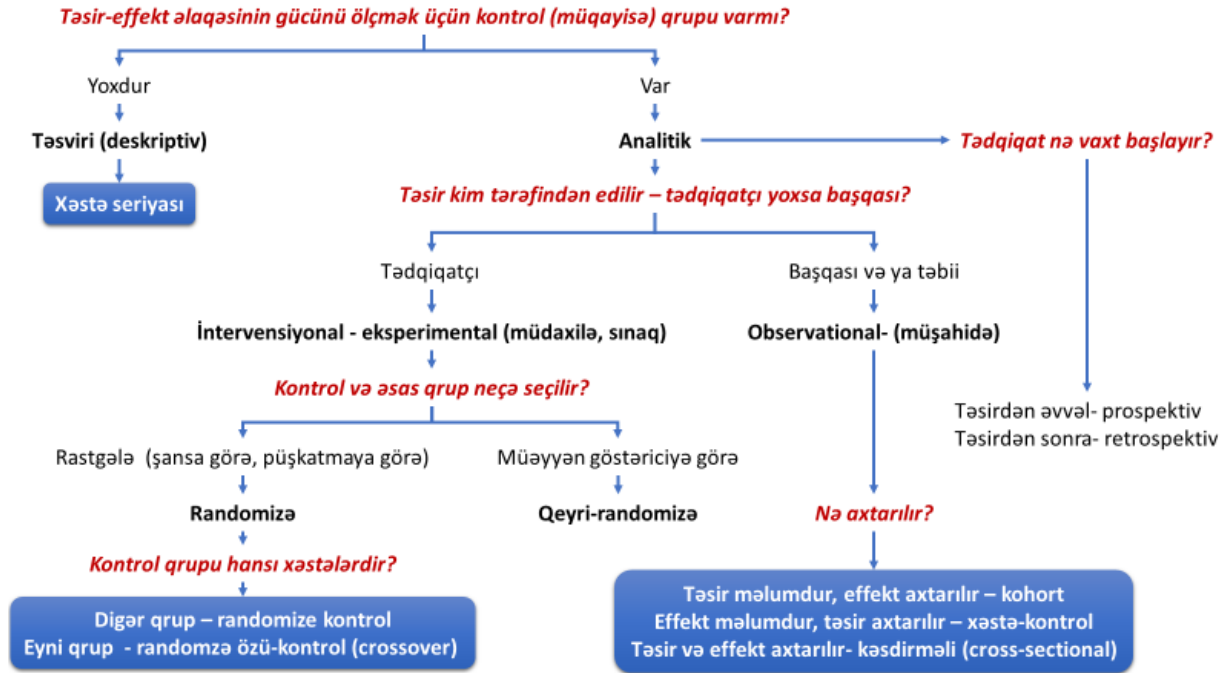 Təsir-effekt əlaqəsinin gücünü ölçmək üçün kontrol (müqayisə) qrupu varmı?
Yoxdur
Var
Təsviri (deskriptiv)
Analitik
Tədqiqat nə vaxt başlayır?
Xəstə seriyası
Təsir kim tərəfindən edilir – tədqiqatçı yoxsa başqası?
Tədqiqatçı
Başqası və ya təbii
İntervensiyonal - eksperimental (müdaxilə, sınaq)
Observational- (müşahidə)
Kontrol və əsas qrup neçə seçilir?
Təsirdən əvvəl- prospektiv
Təsirdən sonra- retrospektiv
Rastgələ (şansa görə, püşkatmaya görə)
Müəyyən göstəriciyə görə
Randomizə
Qeyri-randomizə
Nə axtarılır?
Kontrol qrupu hansı xəstələrdir?
Digər qrup – randomize kontrol
Eyni qrup - randomzə özü-kontrol (crossover)
Təsir məlumdur, effekt axtarılır – kohort
Effekt məlumdur, təsir axtarılır – xəstə-kontrol
Təsir və effekt axtarılır- kəsdirməli (cross-sectional)